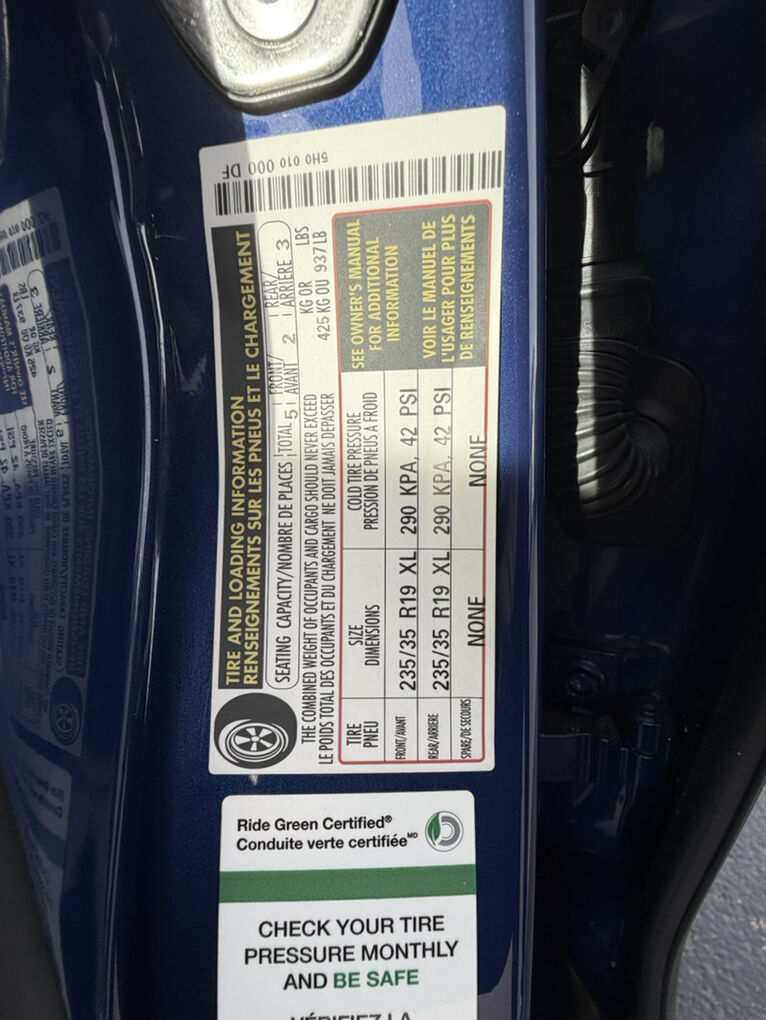 5H0 010 000 DF
TIRE AND LOADING INFORMATION
RENSEIGNEMENTS SUR LES PNEUS ET LE CHARGEMENT
SEATING CAPACITY/NOMBRE DE PLACES TOTAL 5 FRONT/AVANT 2 REAR/ARRIÈRE 3
THE COMBINED WEIGHT OF OCCUPANTS AND CARGO SHOULD NEVER EXCEED KG OR LBS
LE POIDS TOTAL DES OCCUPANTS ET DU CHARGEMENT NE DOIT JAMAIS DEPASSER 425 KG OU 937 LB
TIRE
PNEU
SIZE
DIMENSIONS
COLD TIRE PRESSURE
PRESSION DE PNEUS À FROID
FRONT/AVANT 235/35 R19 XL 290 KPA, 42 PSI
REAR/ARRIERE 235/35 R19 XL 290 KPA, 42 PSI
SPARE/DE SECOURS NONE NONE
SEE OWNER'S MANUAL
FOR ADDITIONAL
INFORMATION
VOIR LE MANUEL DE
L'USAGER POUR PLUS
DE RENSEIGNEMENTS
Ride Green Certified®
Conduite verte certifiée MD
CHECK YOUR TIRE
PRESSURE MONTHLY
AND BE SAFE
VÉRIFIEZ LA